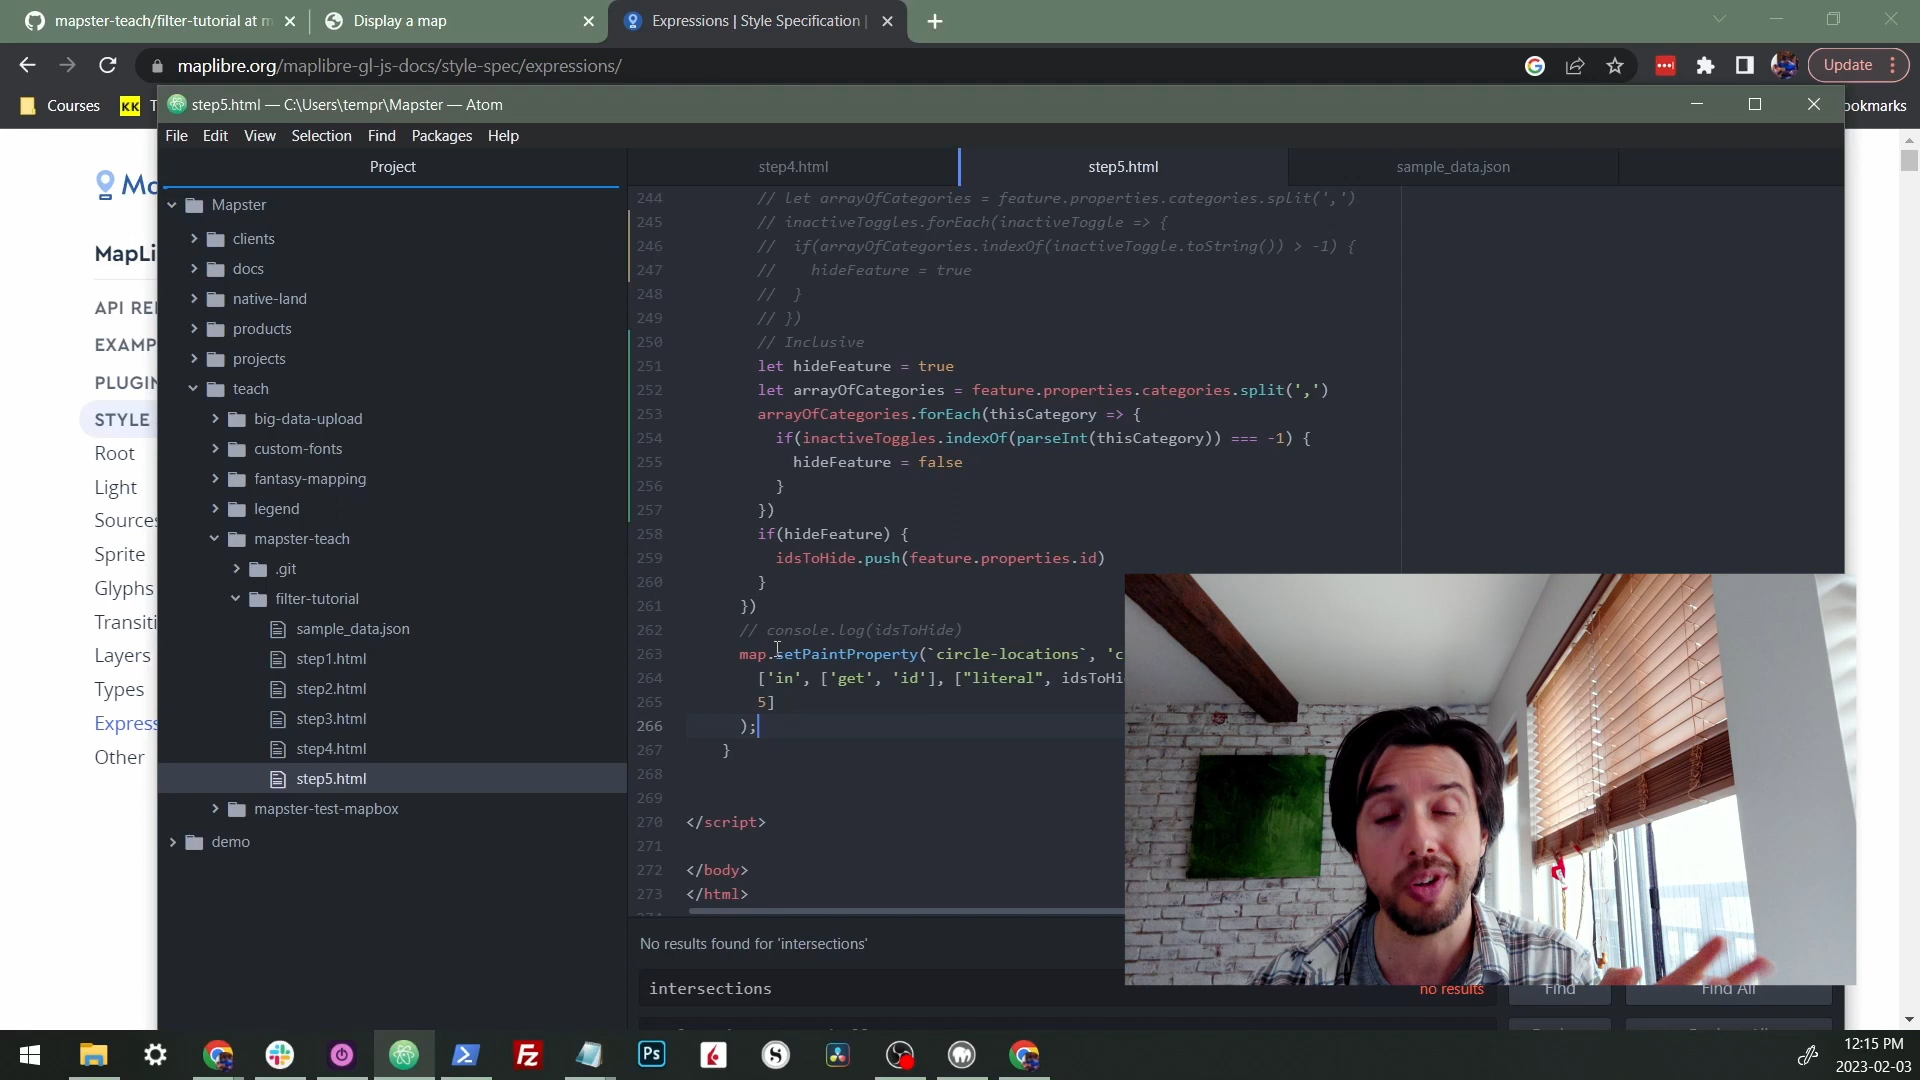 mapster-teach/filter-tutorial at m
Display a map
Expressions | Style Specification |
maplibre.org/maplibre-gl-js-docs/style-spec/expressions/
Update
Courses
KK
T
ookmarks
step5.html — C:\Users\tempr\Mapster — Atom
File Edit View Selection Find Packages Help
Project
step4.html
step5.html
sample_data.json
Mapster
clients
docs
native-land
products
projects
teach
big-data-upload
custom-fonts
fantasy-mapping
legend
mapster-teach
.git
filter-tutorial
sample_data.json
step1.html
step2.html
step3.html
step4.html
step5.html
mapster-test-mapbox
demo
Ma
MapLi
API REI
EXAMP
PLUGIN
STYLE
Root
Light
Sources
Sprite
Glyphs
Transiti
Layers
Types
Express
Other
244 // let arrayOfCategories = feature.properties.categories.split(',')
245 // inactiveToggles.forEach(inactiveToggle => {
246 //  if(arrayOfCategories.indexOf(inactiveToggle.toString()) > -1) {
247 //    hideFeature = true
248 //  }
249 // })
250 // Inclusive
251 let hideFeature = true
252 let arrayOfCategories = feature.properties.categories.split(',')
253 arrayOfCategories.forEach(thisCategory => {
254 if(inactiveToggles.indexOf(parseInt(thisCategory)) === -1) {
255 hideFeature = false
256 }
257 })
258 if(hideFeature) {
259 idsToHide.push(feature.properties.id)
260 }
261 })
262 // console.log(idsToHide)
263 map.setPaintProperty(`circle-locations`, 'c
264 ['in', ['get', 'id'], ["literal", idsToHi
265 5]
266 );
267 }
268
269
270 </script>
271
272 </body>
273 </html>
No results found for 'intersections'
intersections
no results
Find
Find All
Ps
12:15 PM
2023-02-03